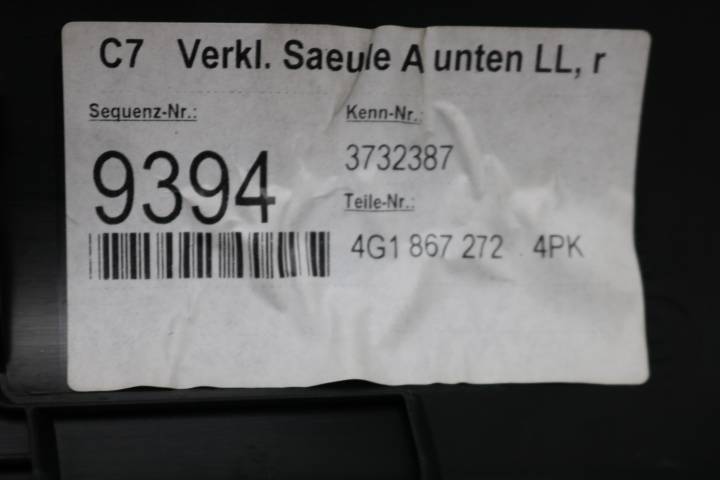 C7 Verkl. Saeule A unten LL, r
Sequenz-Nr.:
9394
Kenn-Nr.:
3732387
Teile-Nr.:
4G1 867 272 4PK